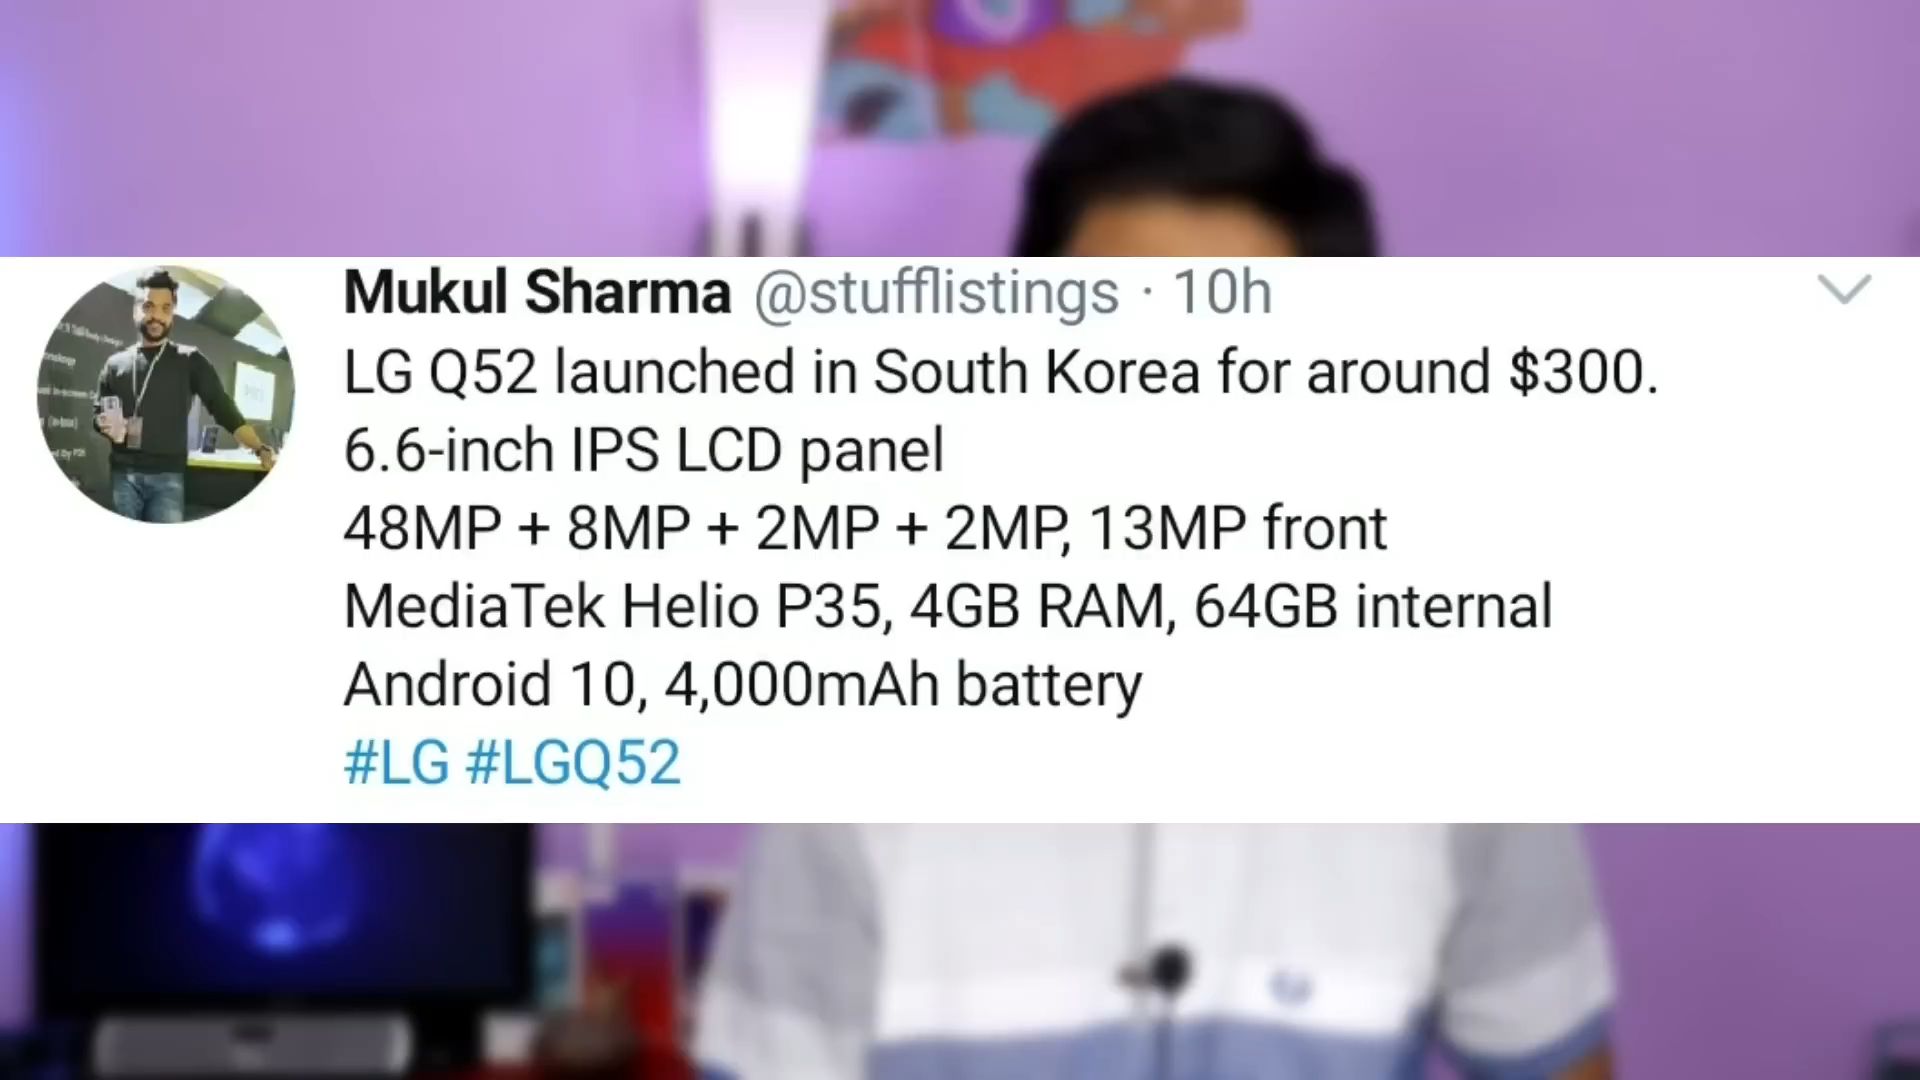 Mukul Sharma @stufflistings · 10h
LG Q52 launched in South Korea for around $300.
6.6-inch IPS LCD panel
48MP + 8MP + 2MP + 2MP, 13MP front
MediaTek Helio P35, 4GB RAM, 64GB internal
Android 10, 4,000mAh battery
#LG #LGQ52